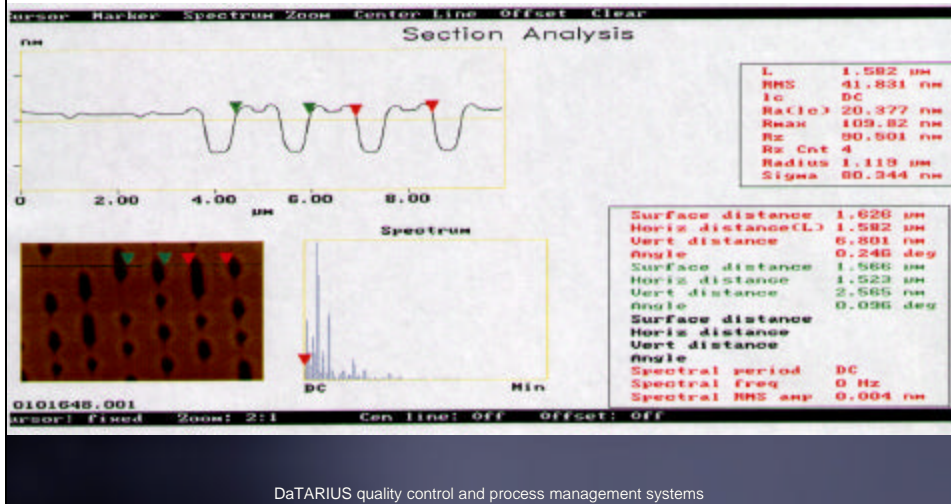 ursor Marker Spectrum Zoom Center Line Offset Clear
Section Analysis
nm
0 2.00 4.00 6.00 8.00
µm
L 1.582 µm
RMS 41.831 nm
lc DC
Ra(lc) 20.377 nm
Rmax 109.82 nm
Rz 90.501 nm
Rz Cnt 4
Radius 1.119 µm
Sigma 80.344 nm
Surface distance 1.626 µm
Horiz distance(L) 1.582 µm
Vert distance 6.801 nm
Angle 0.246 deg
Surface distance 1.566 µm
Horiz distance 1.523 µm
Vert distance 2.565 nm
Angle 0.096 deg
Surface distance
Horiz distance
Vert distance
Angle
Spectral period DC
Spectral freq 0 Hz
Spectral RMS amp 0.004 nm
Spectrum
DC Min
0101648.001
ursor: fixed Zoom: 2:1 Cen line: Off Offset: Off
DaTARIUS quality control and process management systems